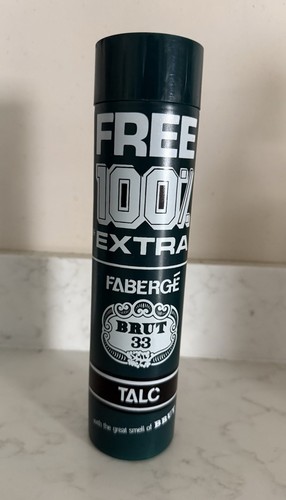 FREE
100%
EXTRA
FABERGÉ
BRUT
33
TALC
with the great smell of BRUT